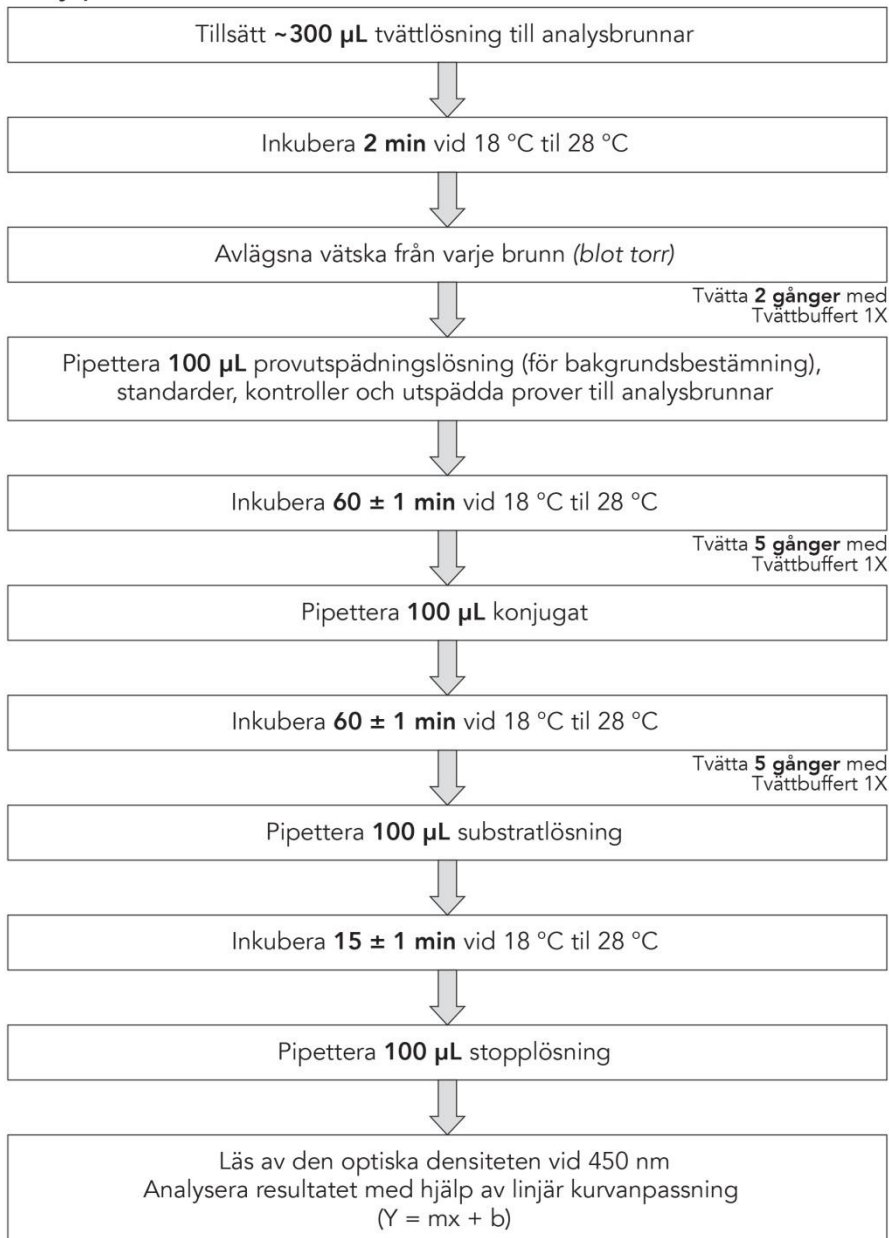 Tillsätt ~300 µL tvättlösning till analysbrunnar
Inkubera 2 min vid 18 °C til 28 °C
Avlägsna vätska från varje brunn (blot torr)
Tvätta 2 gånger med
Tvättbuffert 1X
Pipettera 100 µL provutspädningslösning (för bakgrundsbestämning),
standarder, kontroller och utspädda prover till analysbrunnar
Inkubera 60 ± 1 min vid 18 °C til 28 °C
Tvätta 5 gånger med
Tvättbuffert 1X
Pipettera 100 µL konjugat
Inkubera 60 ± 1 min vid 18 °C til 28 °C
Tvätta 5 gånger med
Tvättbuffert 1X
Pipettera 100 µL substratlösning
Inkubera 15 ± 1 min vid 18 °C til 28 °C
Pipettera 100 µL stopplösning
Läs av den optiska densiteten vid 450 nm
Analysera resultatet med hjälp av linjär kurvanpassning
(Y = mx + b)